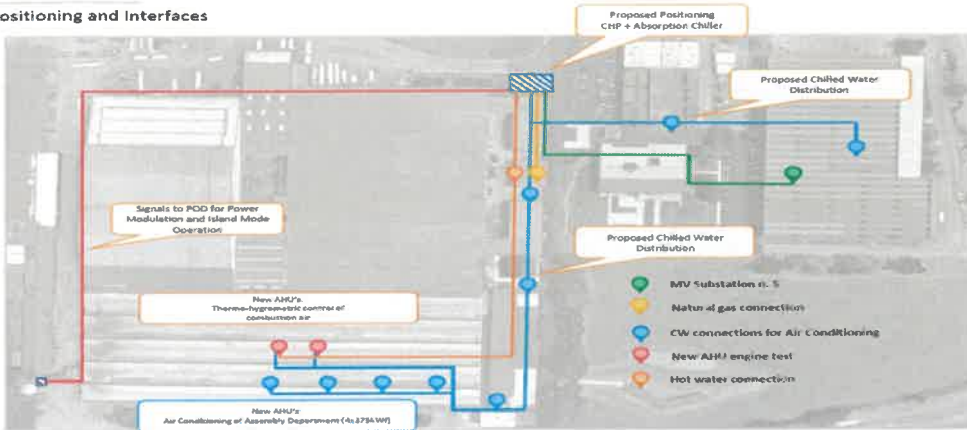 ositioning and Interfaces
Proposed Positioning
CHP + Absorption Chiller
Proposed Chilled Water
Distribution
Signals to POD for Power
Modulation and Island Mode
Operation
Proposed Chilled Water
Distribution
MV Substation n. 5
Natural gas connection
CW connections for Air Conditioning
New AHU engine test
Hot water connection
New AHU's
Thermo-hygrometric control of
combustion air
New AHU's
Air Conditioning of Assembly Department